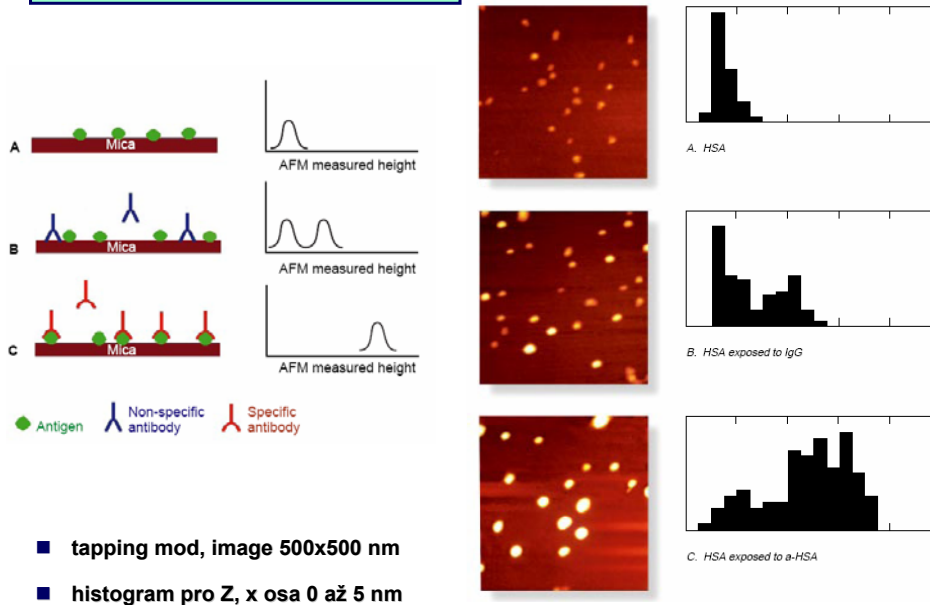 A
Mica
AFM measured height
B
Mica
AFM measured height
C
Mica
AFM measured height
Antigen
Non-specific
antibody
Specific
antibody
A. HSA
B. HSA exposed to IgG
C. HSA exposed to a-HSA
tapping mod, image 500x500 nm
histogram pro Z, x osa 0 až 5 nm